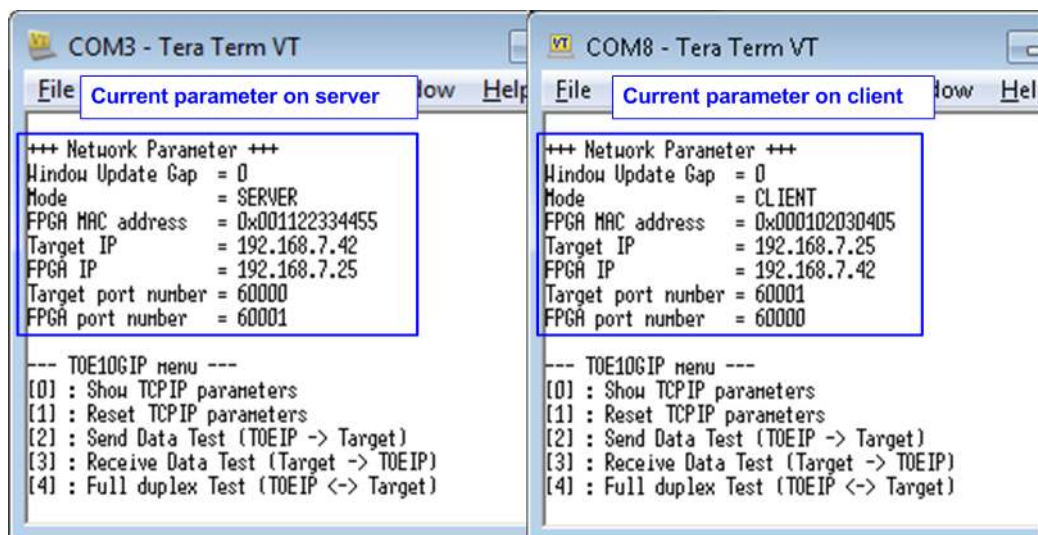 COM3 - Tera Term VT
File
Current parameter on server
Help
+++ Network Parameter +++
Window Update Gap = 0
Mode = SERVER
FPGA MAC address = 0x001122334455
Target IP = 192.168.7.42
FPGA IP = 192.168.7.25
Target port number = 60000
FPGA port number = 60001
--- TOE10GIP menu ---
[0] : Show TCPIP parameters
[1] : Reset TCPIP parameters
[2] : Send Data Test (TOEIP -> Target)
[3] : Receive Data Test (Target -> TOEIP)
[4] : Full duplex Test (TOEIP <-> Target)
COM8 - Tera Term VT
File
Current parameter on client
+++ Network Parameter +++
Window Update Gap = 0
Mode = CLIENT
FPGA MAC address = 0x000102030405
Target IP = 192.168.7.25
FPGA IP = 192.168.7.42
Target port number = 60001
FPGA port number = 60000
--- TOE10GIP menu ---
[0] : Show TCPIP parameters
[1] : Reset TCPIP parameters
[2] : Send Data Test (TOEIP -> Target)
[3] : Receive Data Test (Target -> TOEIP)
[4] : Full duplex Test (TOEIP <-> Target)